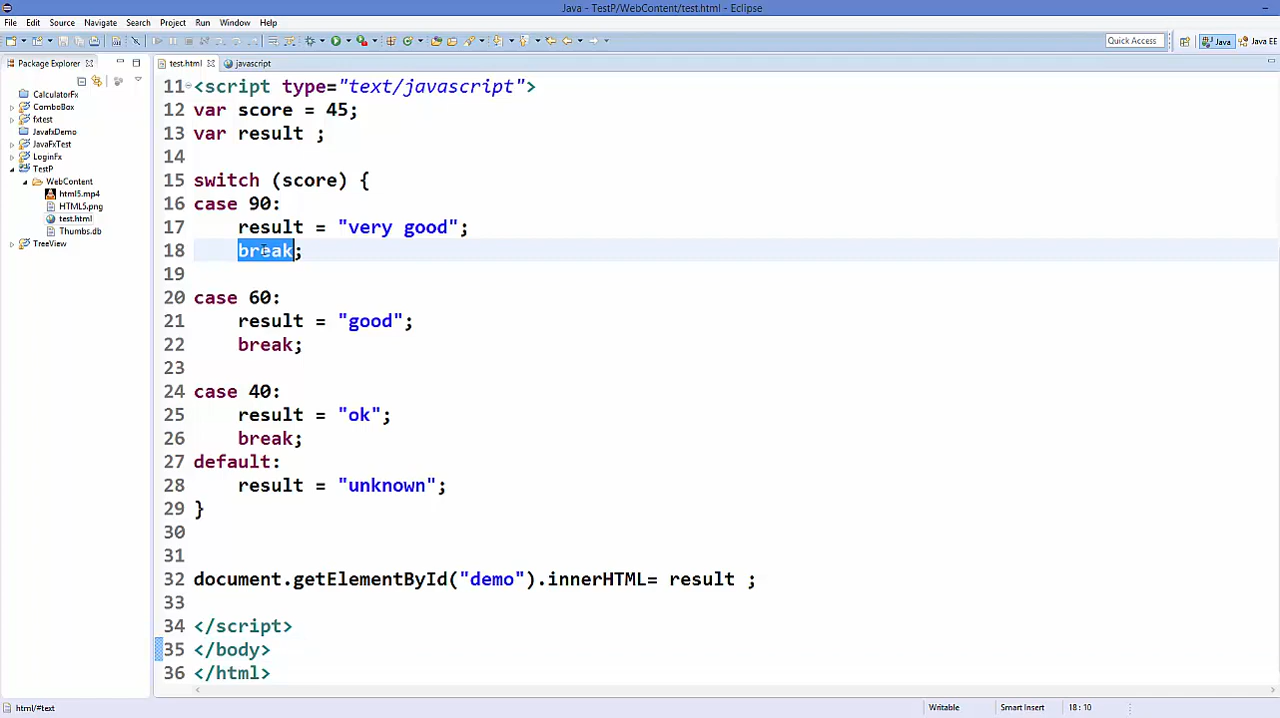 Java - TestP/WebContent/test.html - Eclipse
File Edit Source Navigate Search Project Run Window Help
Quick Access Java Java EE
Package Explorer
test.html javascript
CalculatorFx
ComboBox
fxtest
JavafxDemo
JavaFxTest
LoginFx
TestP
WebContent
html5.mp4
HTML5.png
test.html
Thumbs.db
TreeView
11 <script type="text/javascript">
12 var score = 45;
13 var result ;
14
15 switch (score) {
16 case 90:
17 result = "very good";
18 break;
19
20 case 60:
21 result = "good";
22 break;
23
24 case 40:
25 result = "ok";
26 break;
27 default:
28 result = "unknown";
29 }
30
31
32 document.getElementById("demo").innerHTML= result ;
33
34 </script>
35 </body>
36 </html>
html/#text Writable Smart Insert 18 : 10